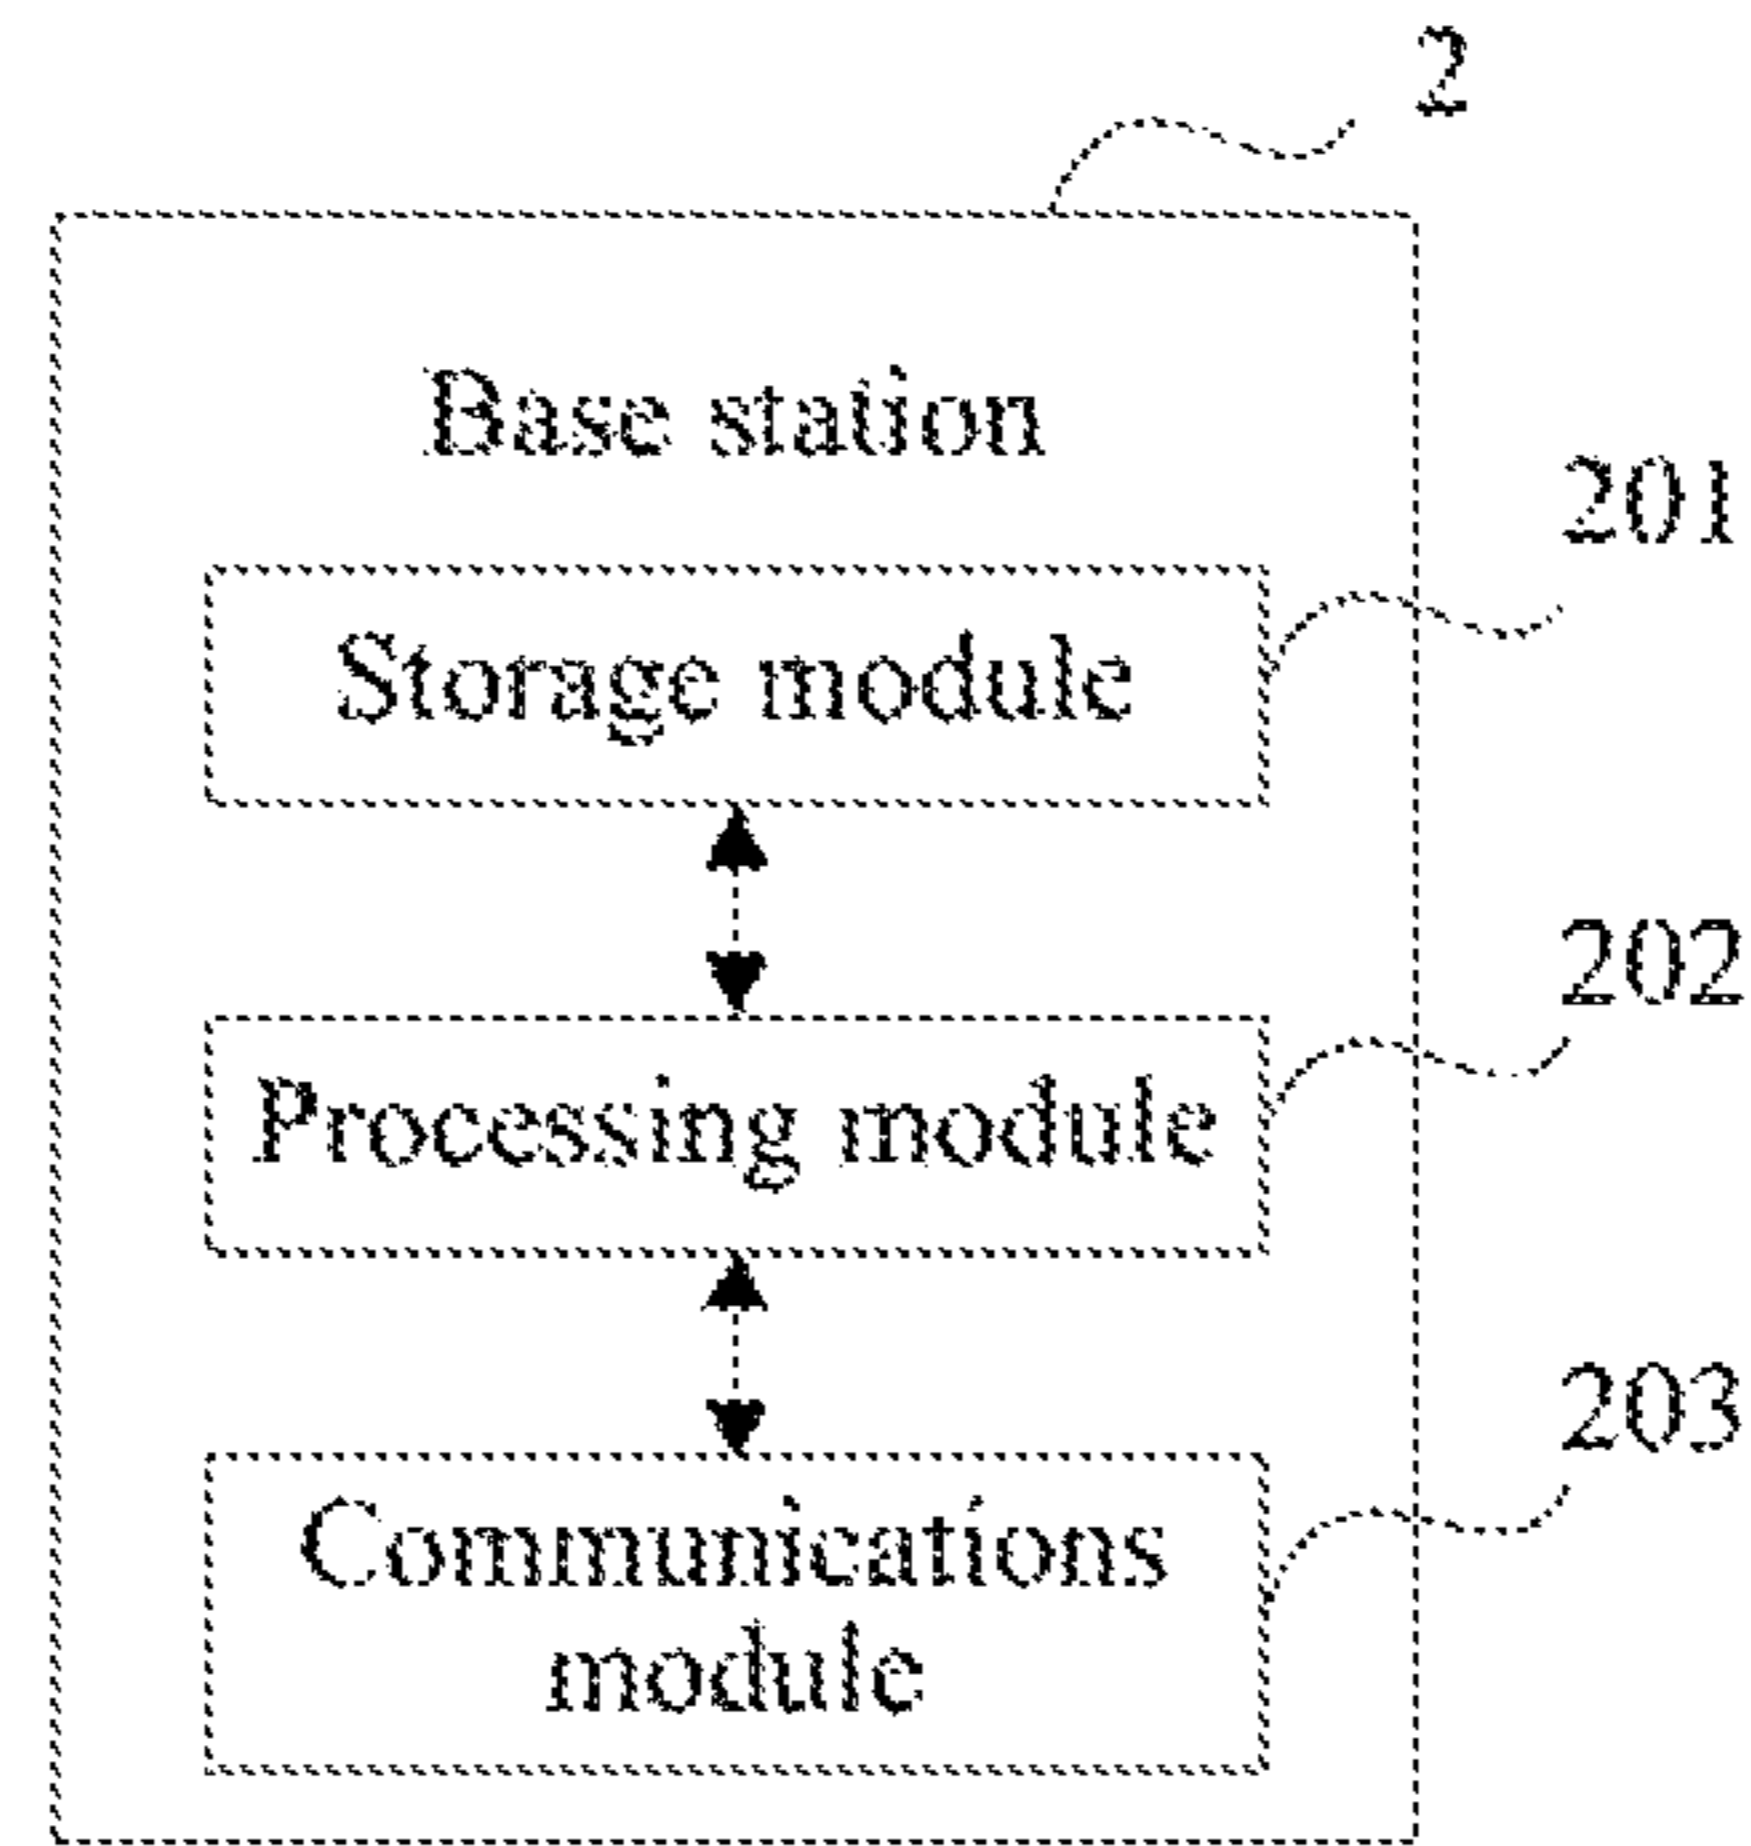 2
Base station
201
Storage module
202
Processing module
203
Communications
module